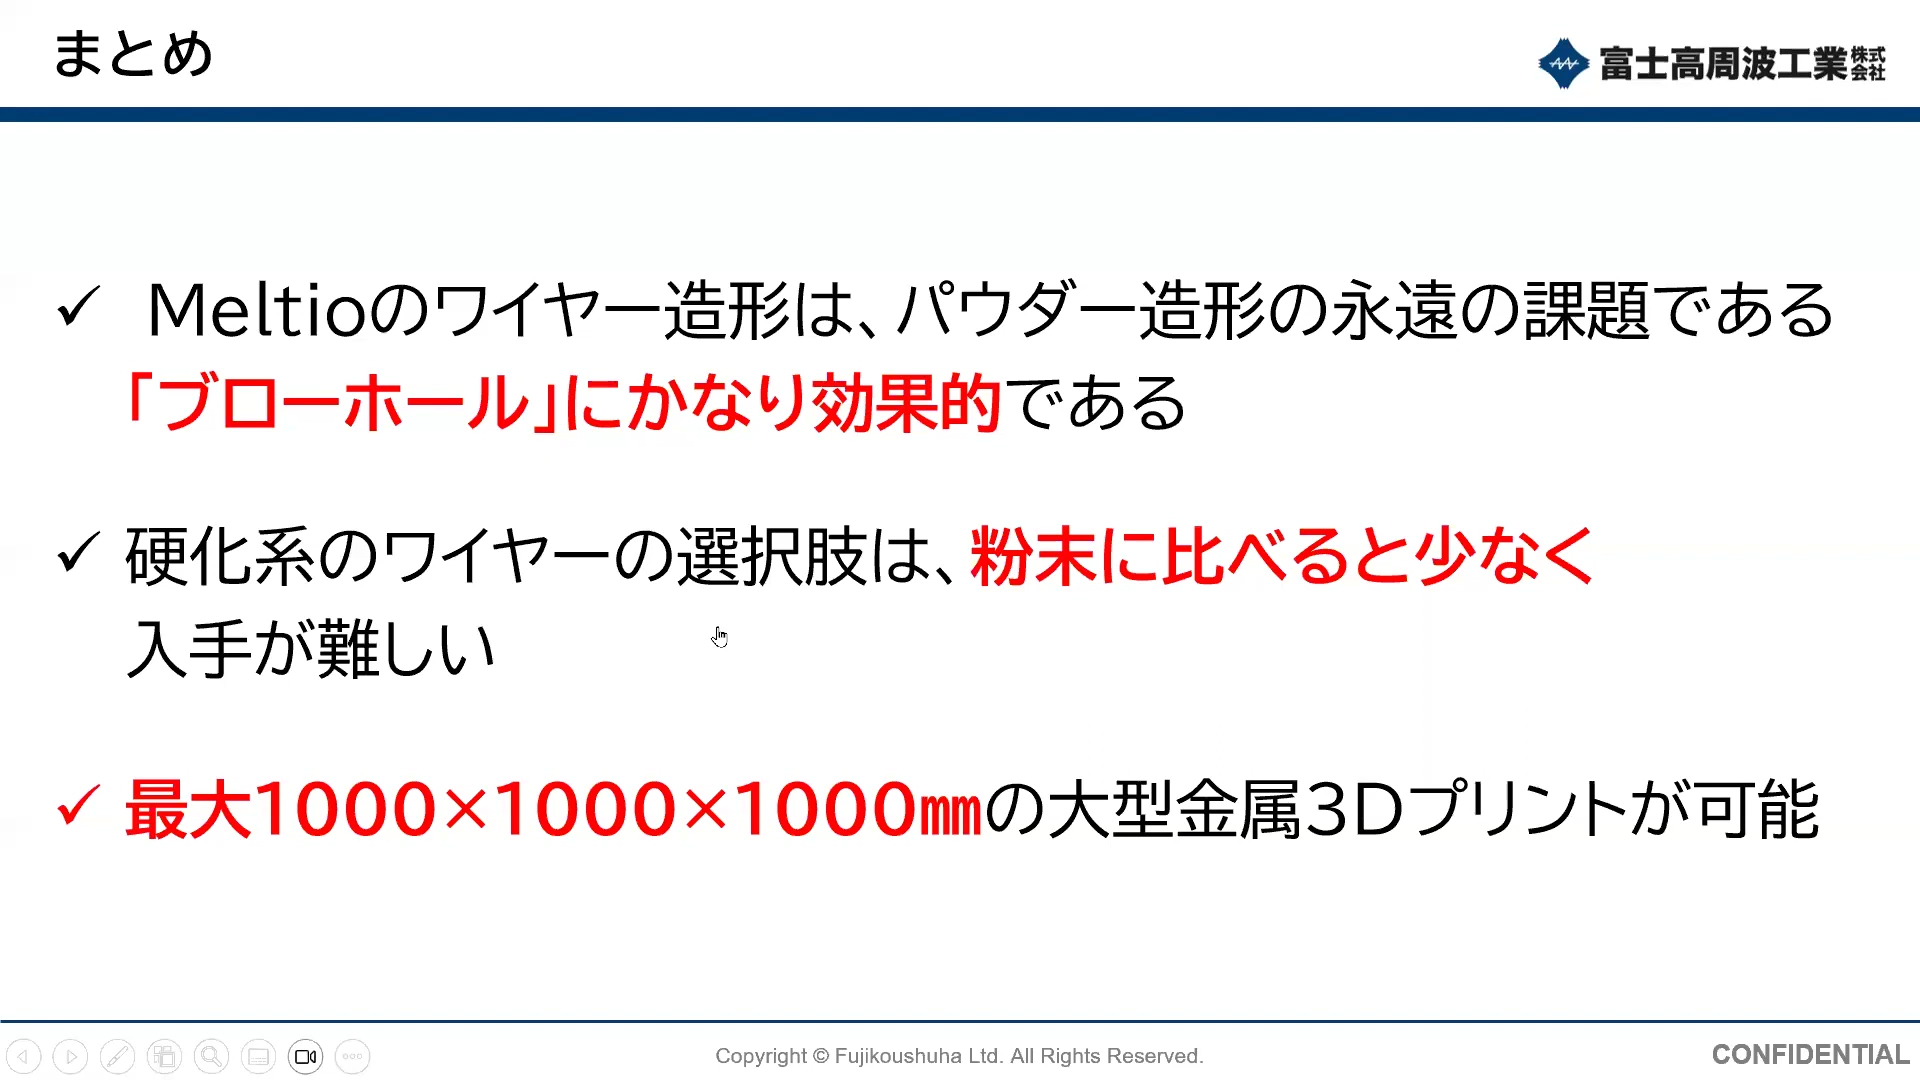 まとめ
富士高周波工業株式会社
✓ Meltioのワイヤー造形は、パウダー造形の永遠の課題である
「ブローホール」にかなり効果的である
✓ 硬化系のワイヤーの選択肢は、粉末に比べると少なく
入手が難しい
✓ 最大1000×1000×1000㎜の大型金属3Dプリントが可能
Copyright © Fujikoushuha Ltd. All Rights Reserved.
CONFIDENTIAL